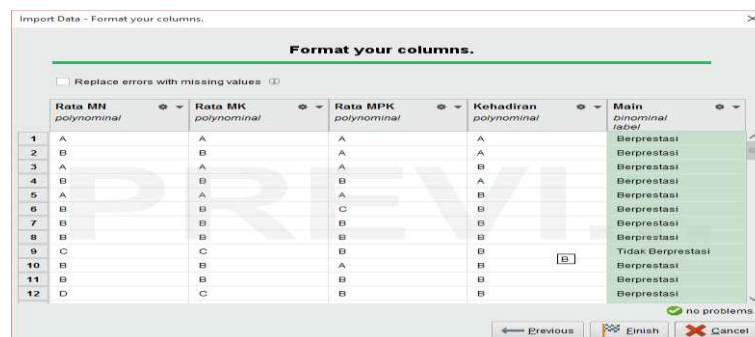 Import Data - Format your columns.
Format your columns.
Replace errors with missing values
Rata MN Rata MK Rata MPK Kehadiran Main
polynominal polynominal polynominal polynominal binominal
label
1 A A A A Berprestasi
2 B B A A Berprestasi
3 A A A B Berprestasi
4 B B B A Berprestasi
5 A A A B Berprestasi
6 B B C B Berprestasi
7 B B B B Berprestasi
8 B B B B Berprestasi
9 C C B B Tidak Berprestasi
B
10 B B A B Berprestasi
11 B B B B Berprestasi
12 D C B B Berprestasi
no problems.
Previous Finish Cancel